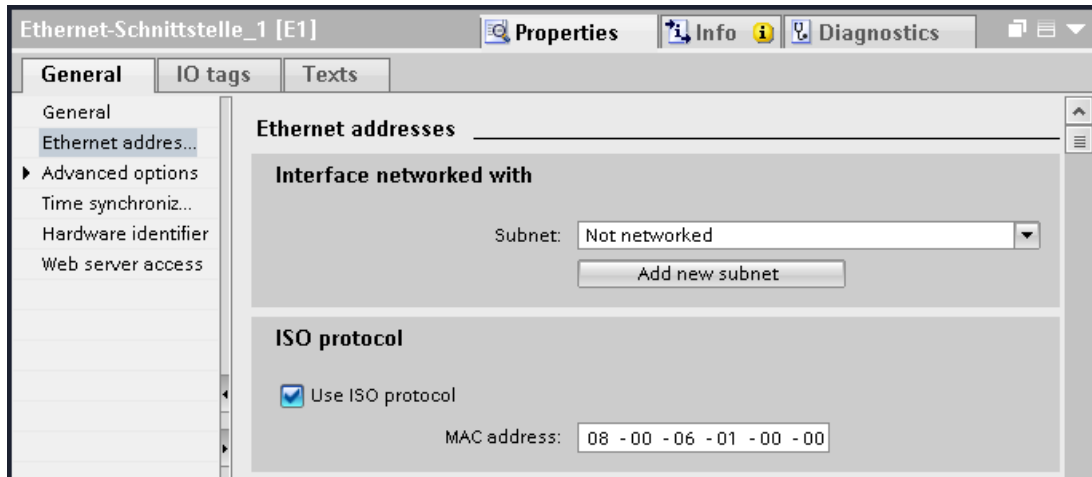 Ethernet-Schnittstelle_1 [E1]
Properties
Info
Diagnostics
General
IO tags
Texts
General
Ethernet addres...
Advanced options
Time synchroniz...
Hardware identifier
Web server access
Ethernet addresses
Interface networked with
Subnet: Not networked
Add new subnet
ISO protocol
Use ISO protocol
MAC address: 08 -00 -06 -01 -00 -00